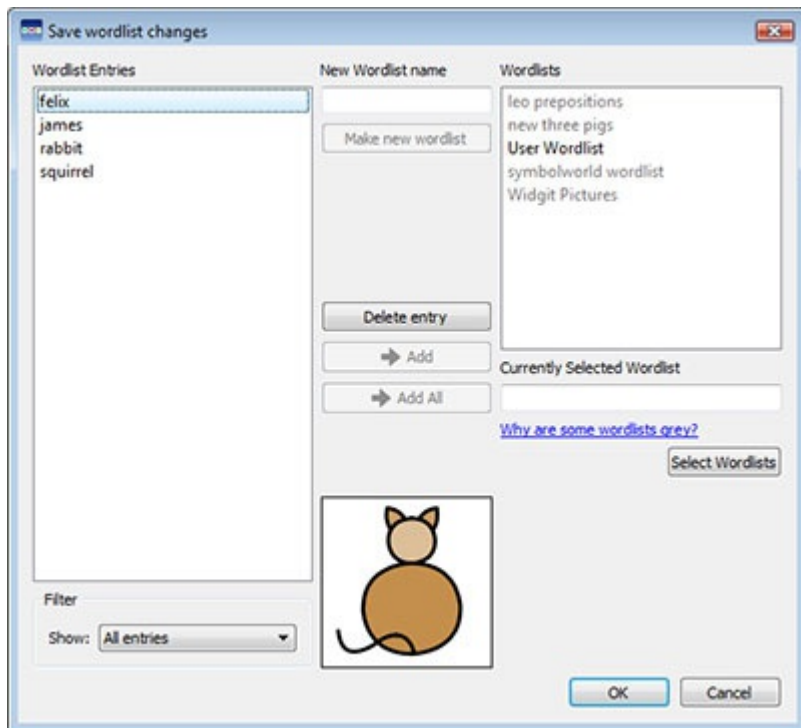 Save wordlist changes
Wordlist Entries
felix
james
rabbit
squirrel
Filter
Show: All entries
New Wordlist name
Make new wordlist
Delete entry
Add
Add All
Wordlists
leo prepositions
new three pigs
User Wordlist
symbolworld wordlist
Widgit Pictures
Currently Selected Wordlist
Why are some wordlists grey?
Select Wordlists
OK
Cancel